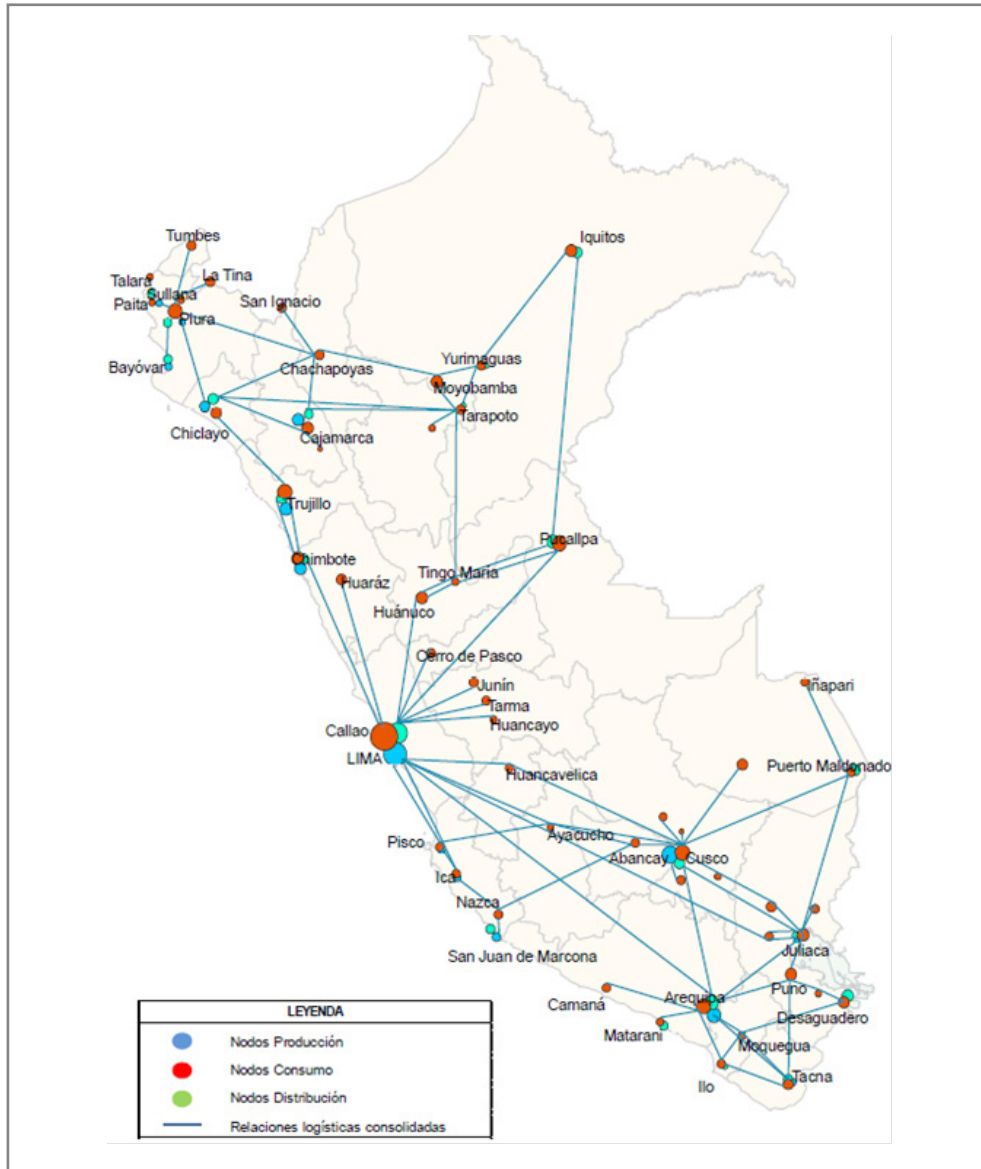 Tumbes
Iquitos
Talara
La Tina
Sullana
Paita
San Ignacio
Piura
Bayóvar
Chachapoyas
Yurimaguas
Moyobamba
Tarapoto
Chiclayo
Cajamarca
Trujillo
Pucallpa
Chimbote
Tingo María
Huaráz
Huánuco
Cerro de Pasco
Junín
Iñapari
Tarma
Callao
Huancayo
LIMA
Huancavelica
Puerto Maldonado
Ayacucho
Pisco
Abancay
Cusco
Ica
Nazca
San Juan de Marcona
Juliaca
Puno
Camaná
Arequipa
Desaguadero
Matarani
Moquegua
Ilo
Tacna
LEYENDA
Nodos Producción
Nodos Consumo
Nodos Distribución
Relaciones logísticas consolidadas